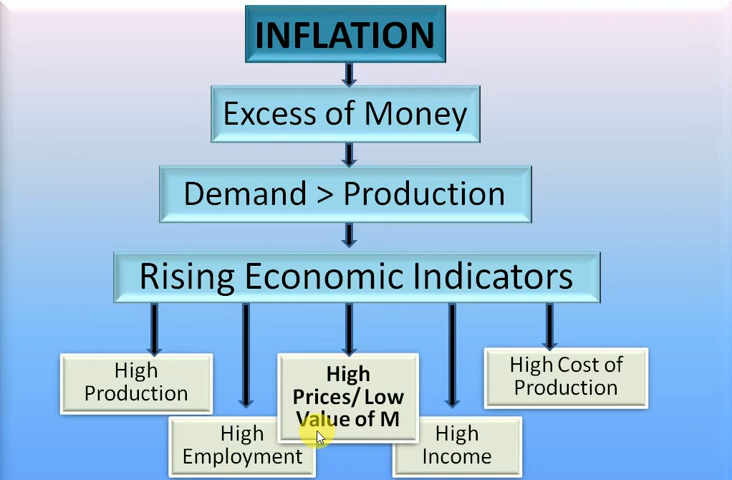 INFLATION
Excess of Money
Demand > Production
Rising Economic Indicators
High
Production
High
Employment
High
Prices/ Low
Value of M
High
Income
High Cost of
Production